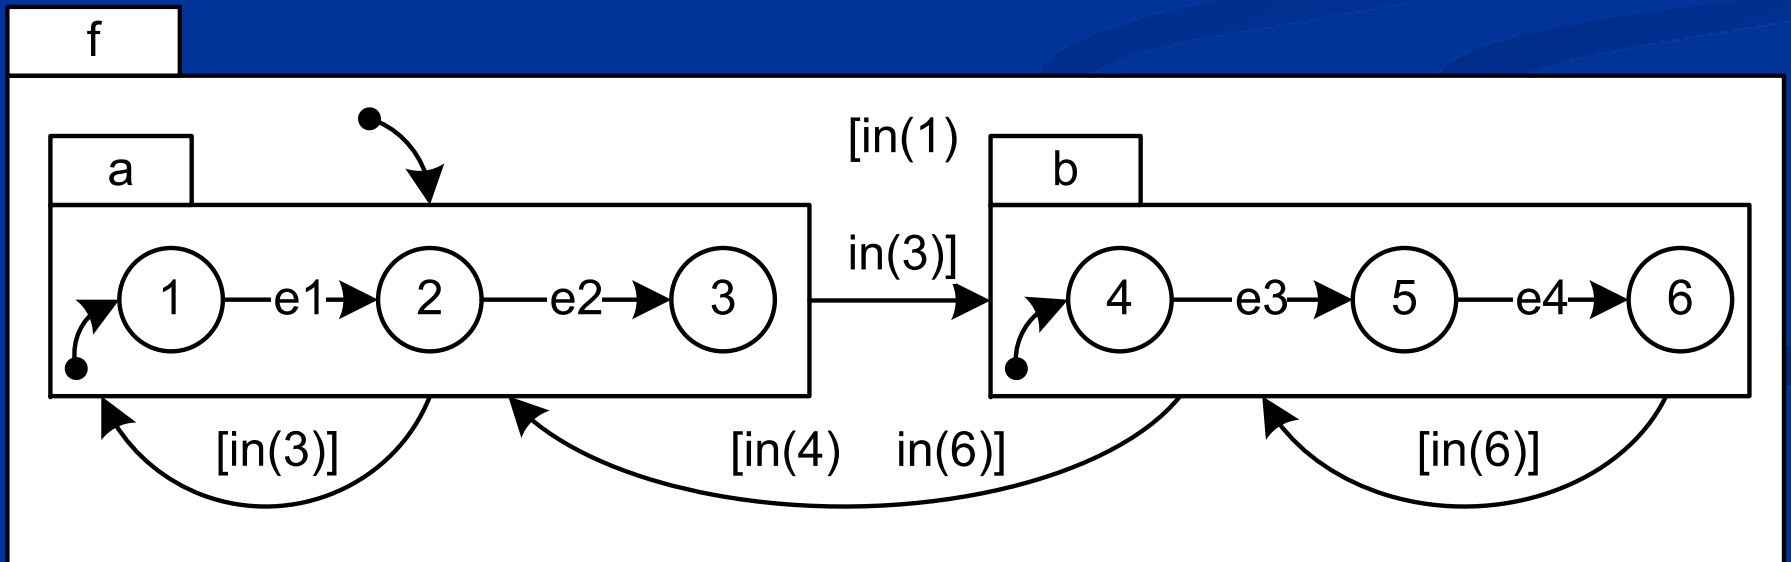 f
[in(1)
a
b
in(3)]
1 e1 2 e2 3
4 e3 5 e4 6
[in(3)]
[in(4) in(6)]
[in(6)]